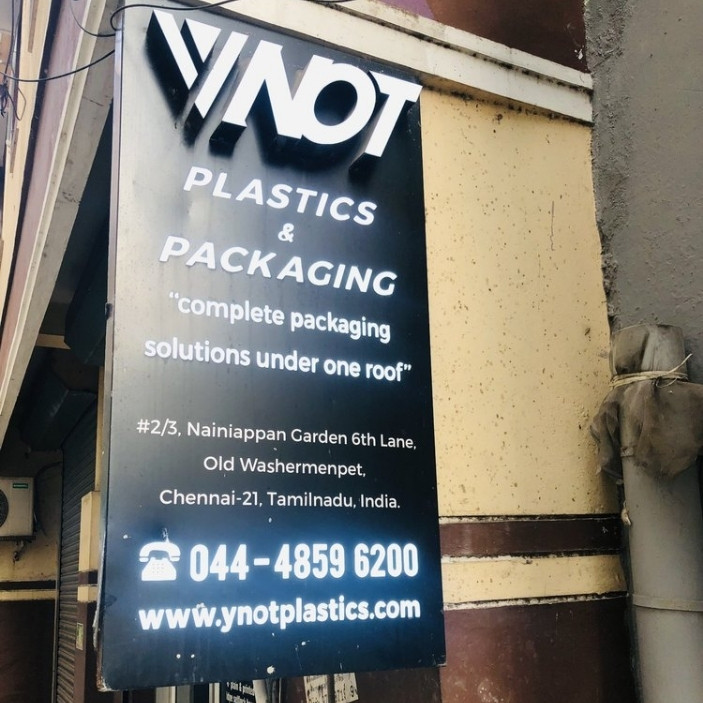 YNOT
PLASTICS
&
PACKAGING
“complete packaging
solutions under one roof”
#2/3, Nainiappan Garden 6th Lane,
Old Washermenpet,
Chennai-21, Tamilnadu, India.
044-4859 6200
www.ynotplastics.com